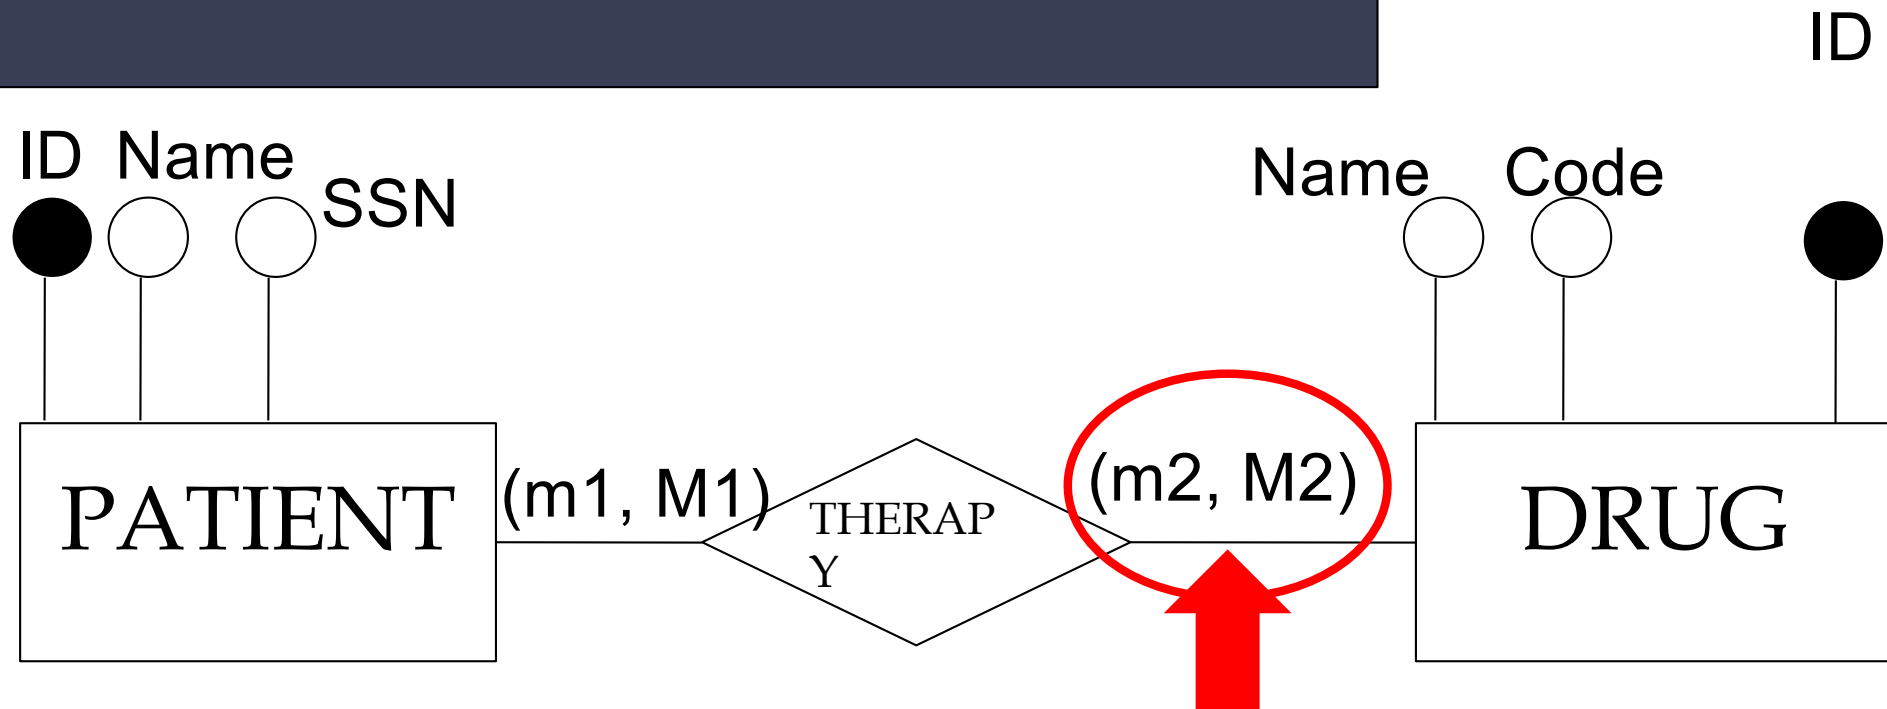 ID
ID Name
SSN
Name Code
PATIENT
(m1, M1)
THERAP
Y
(m2, M2)
DRUG